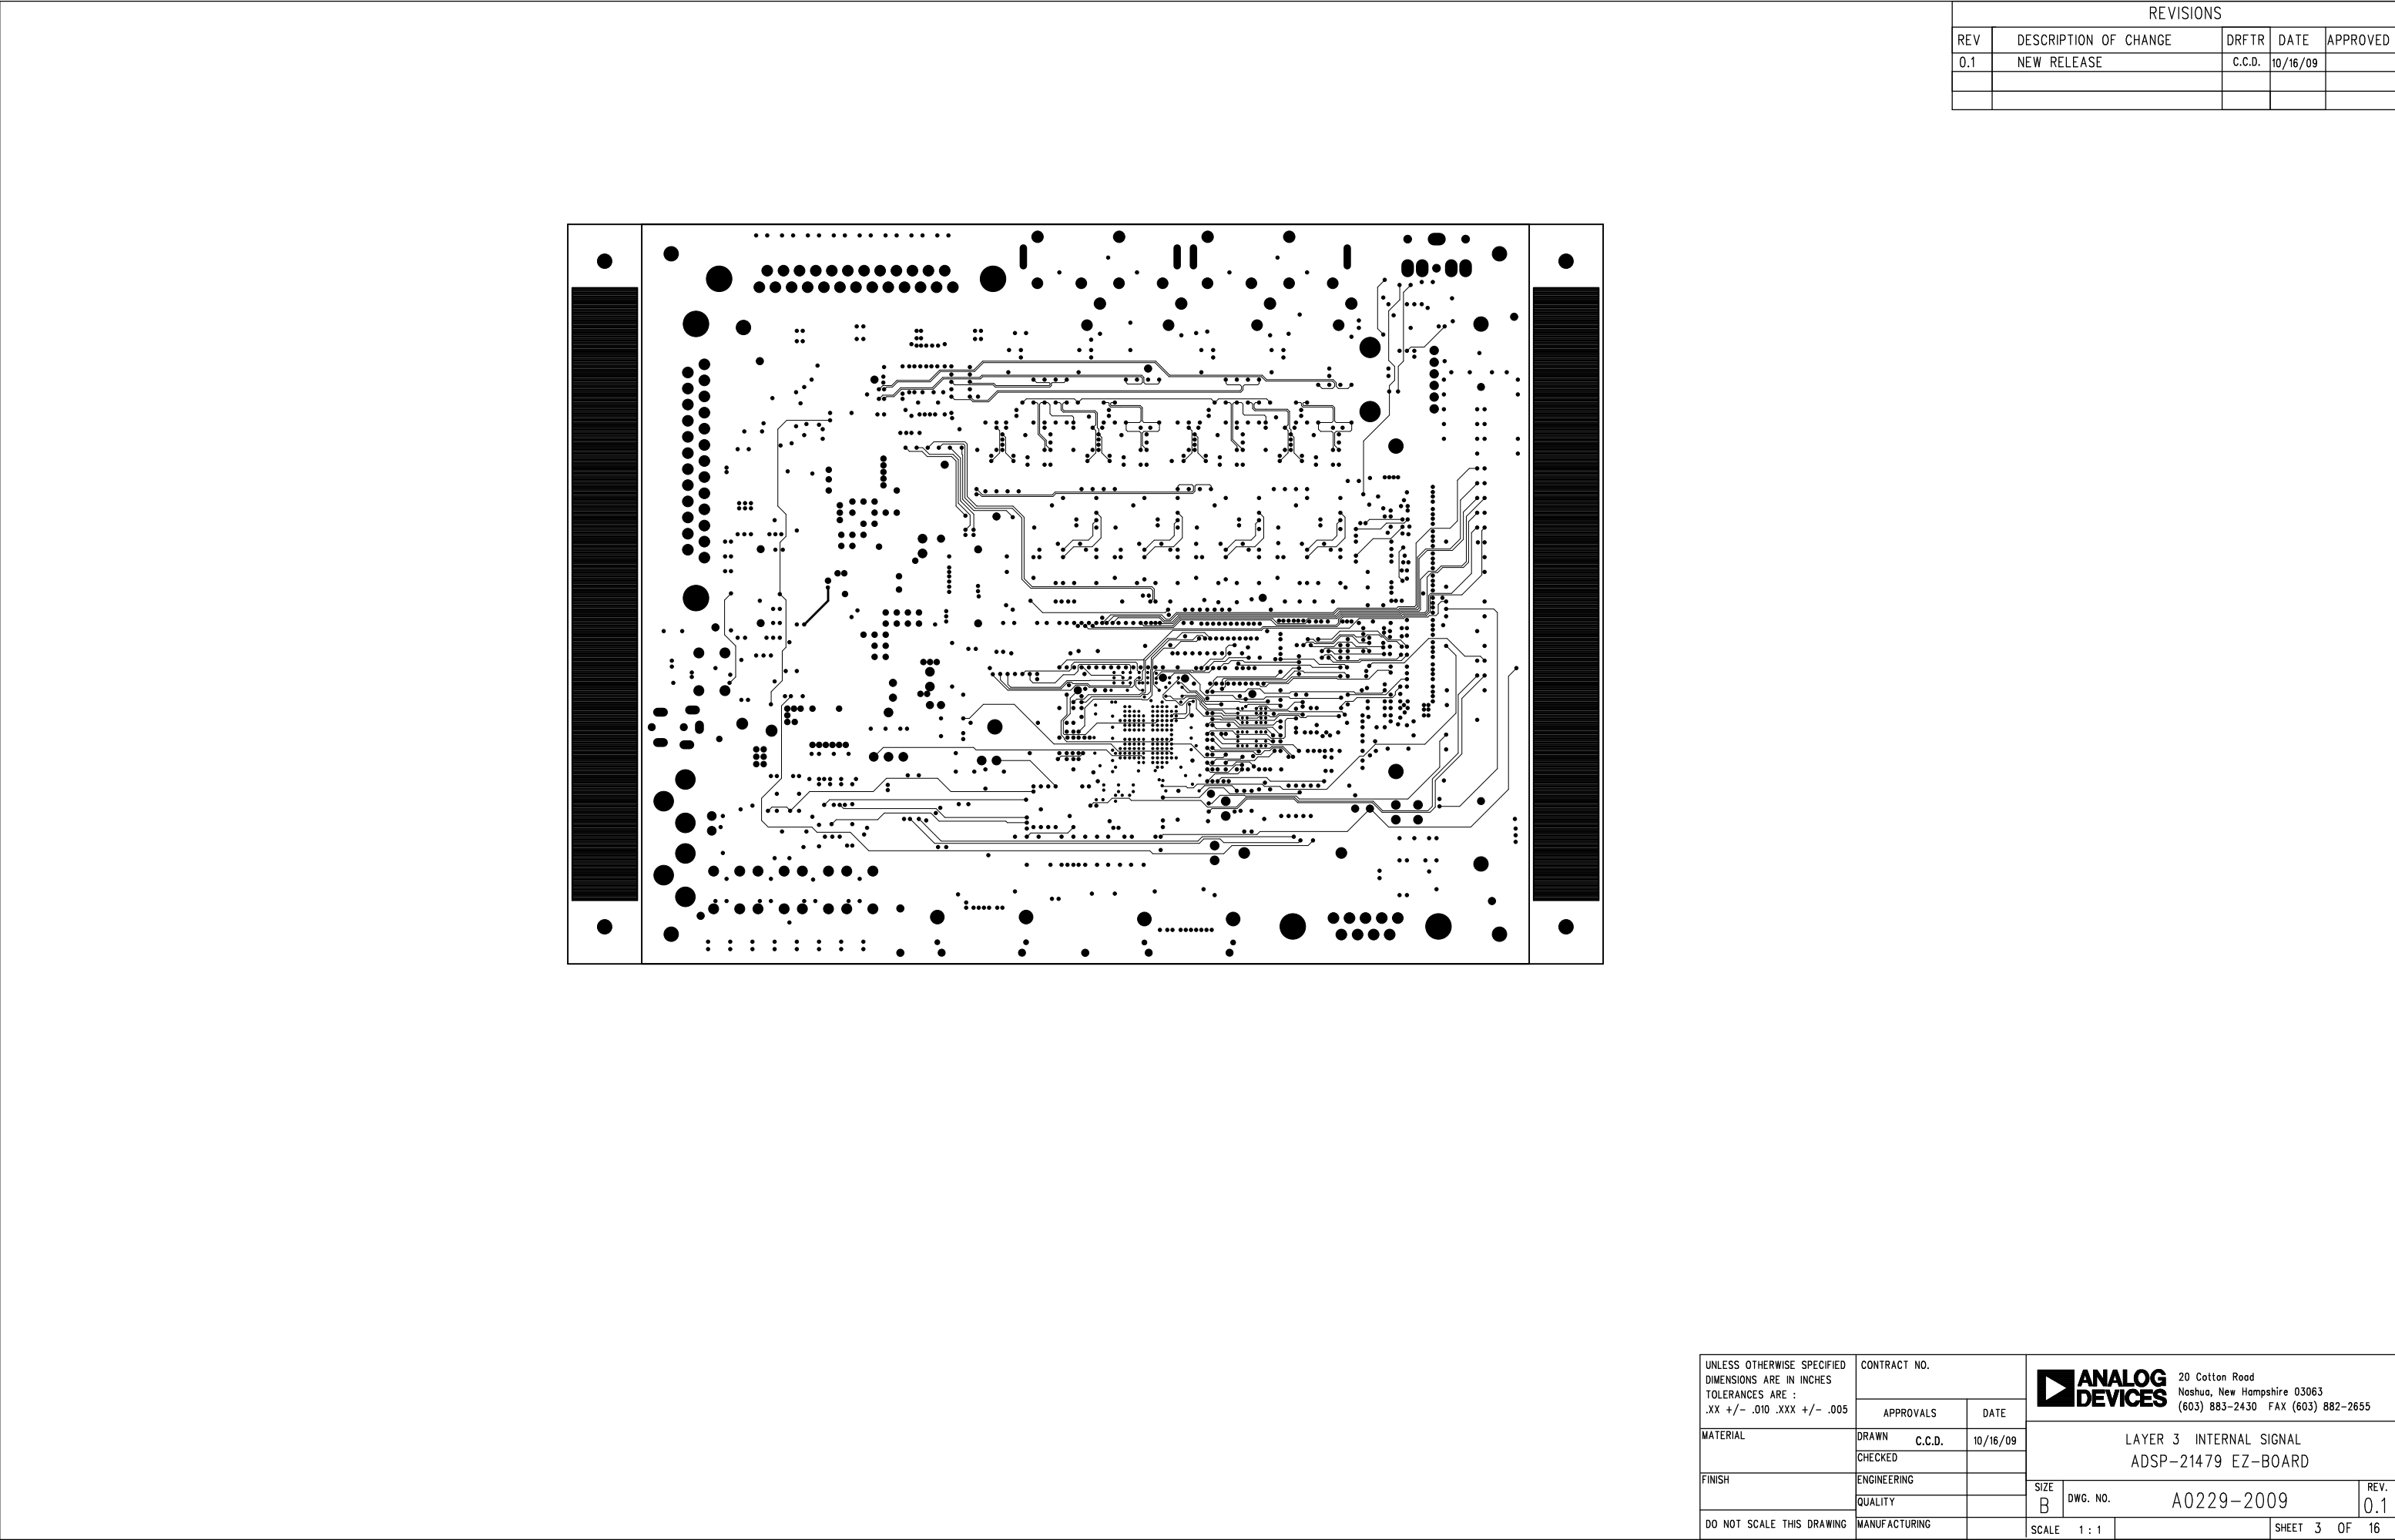 REVISIONS
REV DESCRIPTION OF CHANGE DRFTR DATE APPROVED
0.1 NEW RELEASE C.C.D. 10/16/09
UNLESS OTHERWISE SPECIFIED
DIMENSIONS ARE IN INCHES
TOLERANCES ARE :
.XX +/- .010 .XXX +/- .005
CONTRACT NO.
APPROVALS DATE
MATERIAL
DRAWN C.C.D. 10/16/09
CHECKED
FINISH
ENGINEERING
QUALITY
DO NOT SCALE THIS DRAWING
MANUFACTURING
ANALOG
DEVICES
20 Cotton Road
Nashua, New Hampshire 03063
(603) 883-2430 FAX (603) 882-2655
LAYER 3 INTERNAL SIGNAL
ADSP-21479 EZ-BOARD
SIZE
B
DWG. NO.
A0229-2009
REV.
0.1
SCALE 1 : 1
SHEET 3 OF 16